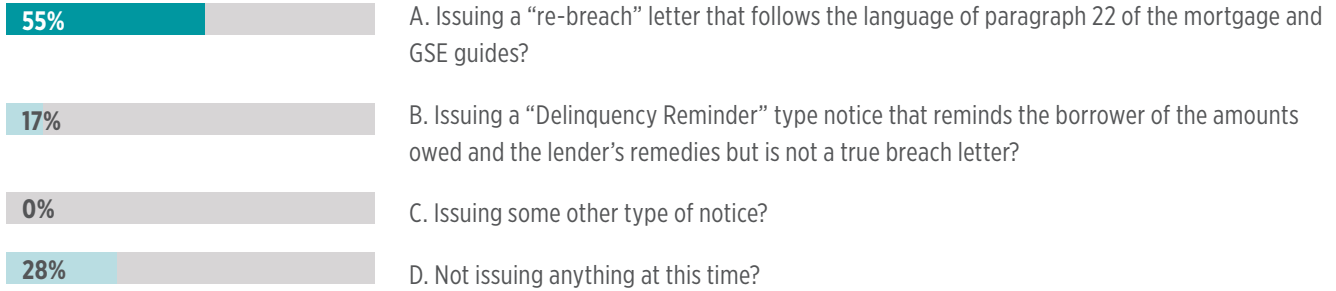 55%
A. Issuing a “re-breach” letter that follows the language of paragraph 22 of the mortgage and
GSE guides?
17%
B. Issuing a “Delinquency Reminder” type notice that reminds the borrower of the amounts
owed and the lender’s remedies but is not a true breach letter?
0%
C. Issuing some other type of notice?
28%
D. Not issuing anything at this time?